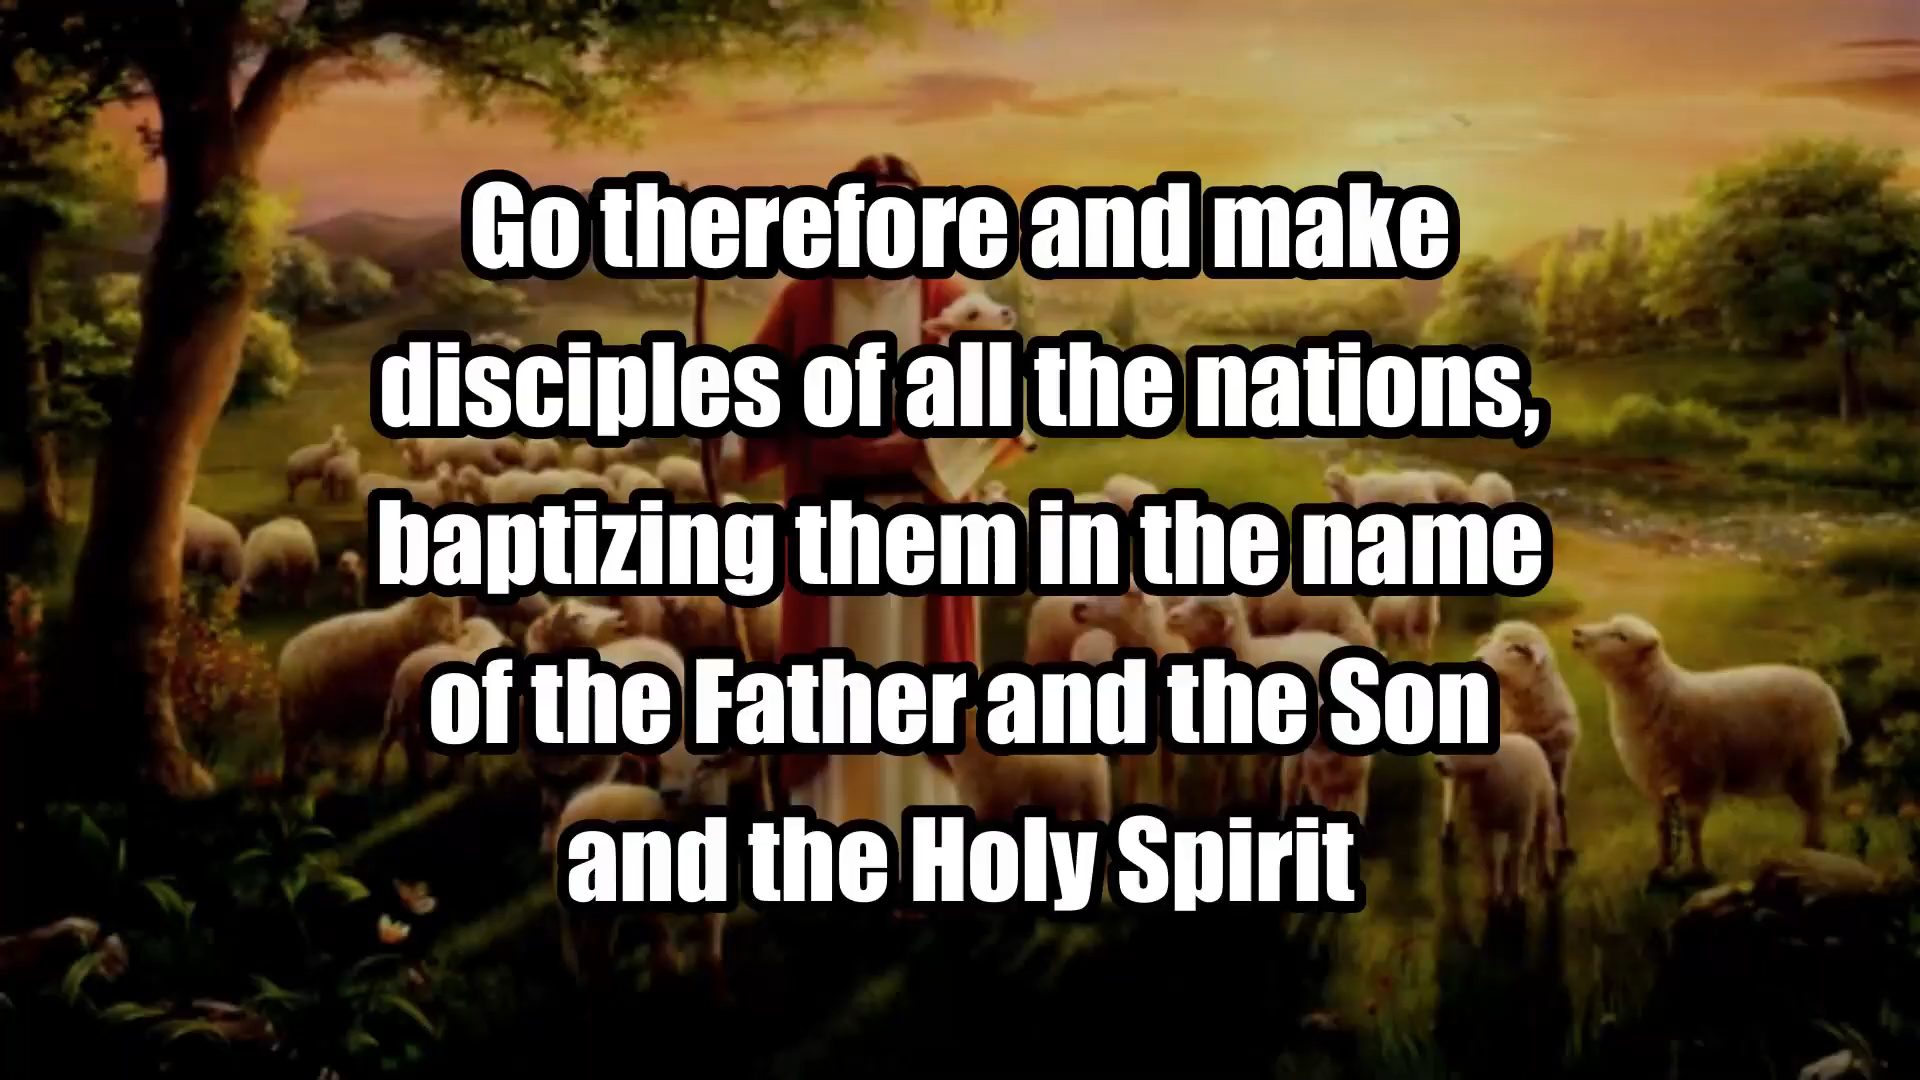 Go therefore and make
disciples of all the nations,
baptizing them in the name
of the Father and the Son
and the Holy Spirit